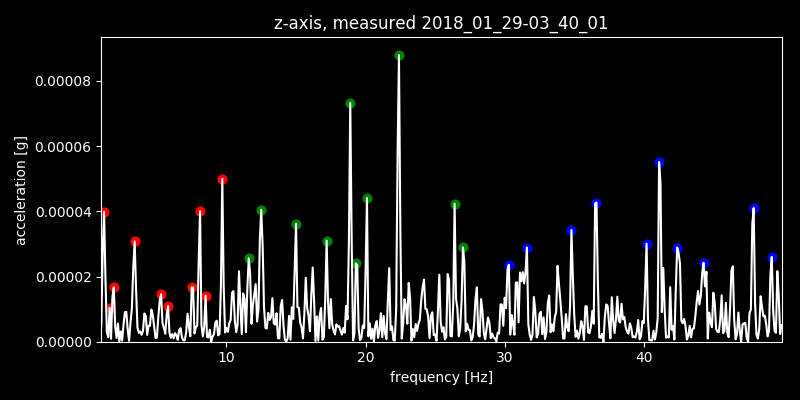 z-axis, measured 2018_01_29-03_40_01
0.00008
0.00006
0.00004
0.00002
0.00000
acceleration [g]
10 20 30 40
frequency [Hz]